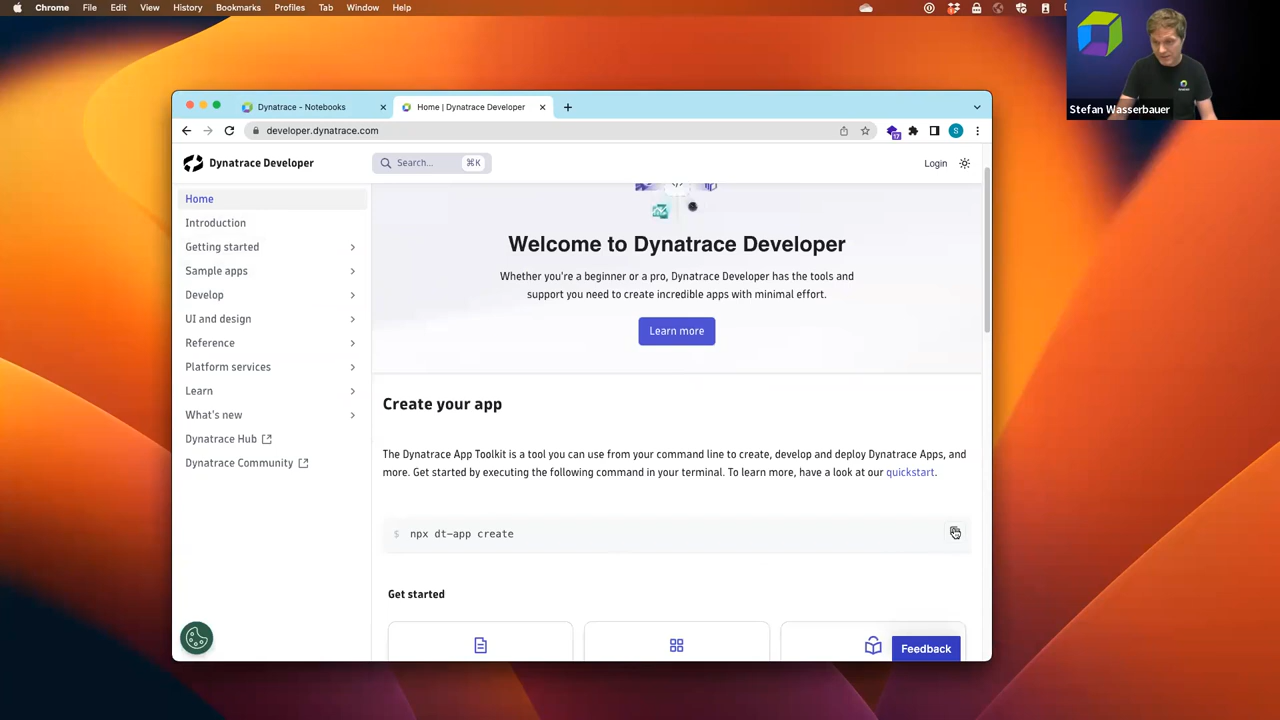 Chrome File Edit View History Bookmarks Profiles Tab Window Help
Stefan Wasserbauer
Dynatrace - Notebooks
Home | Dynatrace Developer
developer.dynatrace.com
S
Dynatrace Developer
Search... ⌘K
Login
Home
Introduction
Getting started
Sample apps
Develop
UI and design
Reference
Platform services
Learn
What's new
Dynatrace Hub
Dynatrace Community
Welcome to Dynatrace Developer
Whether you're a beginner or a pro, Dynatrace Developer has the tools and
support you need to create incredible apps with minimal effort.
Learn more
Create your app
The Dynatrace App Toolkit is a tool you can use from your command line to create, develop and deploy Dynatrace Apps, and
more. Get started by executing the following command in your terminal. To learn more, have a look at our quickstart.
$ npx dt-app create
Get started
Feedback